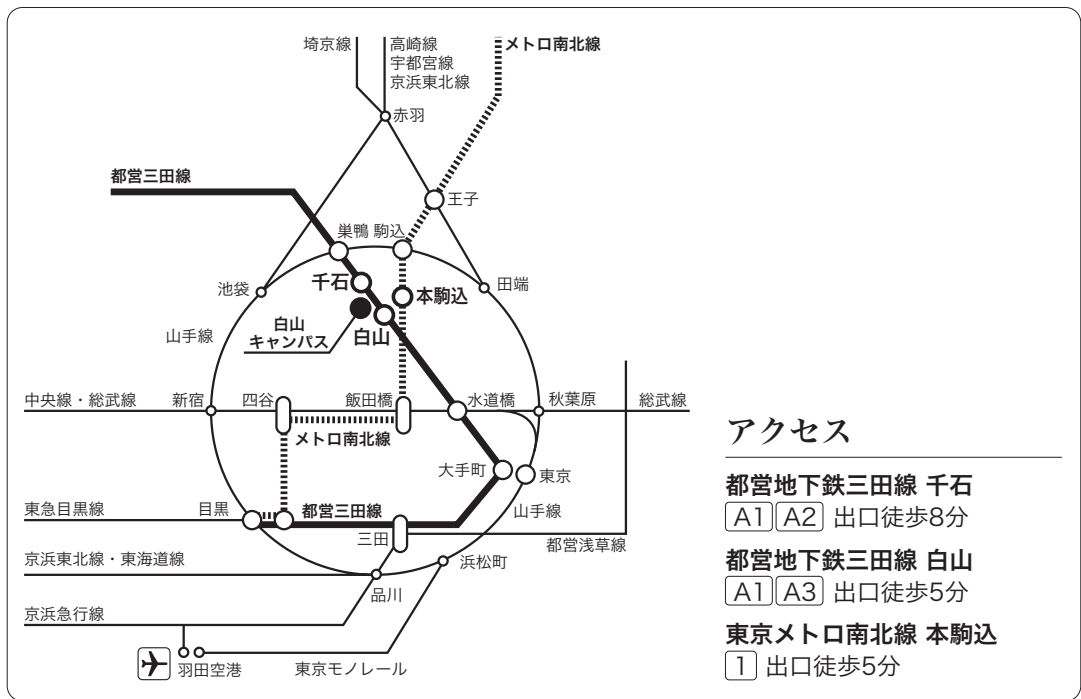 埼京線
高崎線
宇都宮線
京浜東北線
メトロ南北線
赤羽
都営三田線
王子
巣鴨 駒込
千石
池袋
田端
本駒込
白山
キャンパス
白山
山手線
中央線・総武線
新宿
四谷
飯田橋
水道橋
秋葉原
総武線
メトロ南北線
大手町
東京
東急目黒線
目黒
都営三田線
山手線
三田
都営浅草線
京浜東北線・東海道線
浜松町
品川
京浜急行線
羽田空港
東京モノレール
アクセス
都営地下鉄三田線 千石
A1 A2 出口徒歩8分
都営地下鉄三田線 白山
A1 A3 出口徒歩5分
東京メトロ南北線 本駒込
1 出口徒歩5分